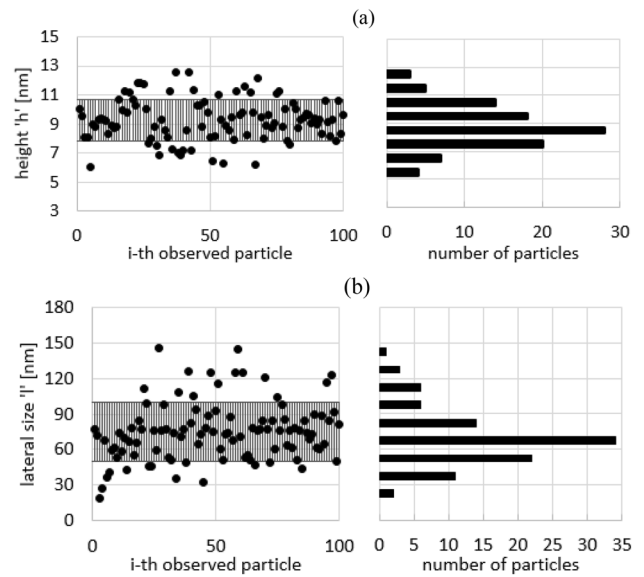 (a)
15
13
11
9
7
5
3
height 'h' [nm]
0 50 100
i-th observed particle
0 10 20 30
number of particles
(b)
180
150
120
90
60
30
0
lateral size 'l' [nm]
0 50 100
i-th observed particle
0 5 10 15 20 25 30 35
number of particles